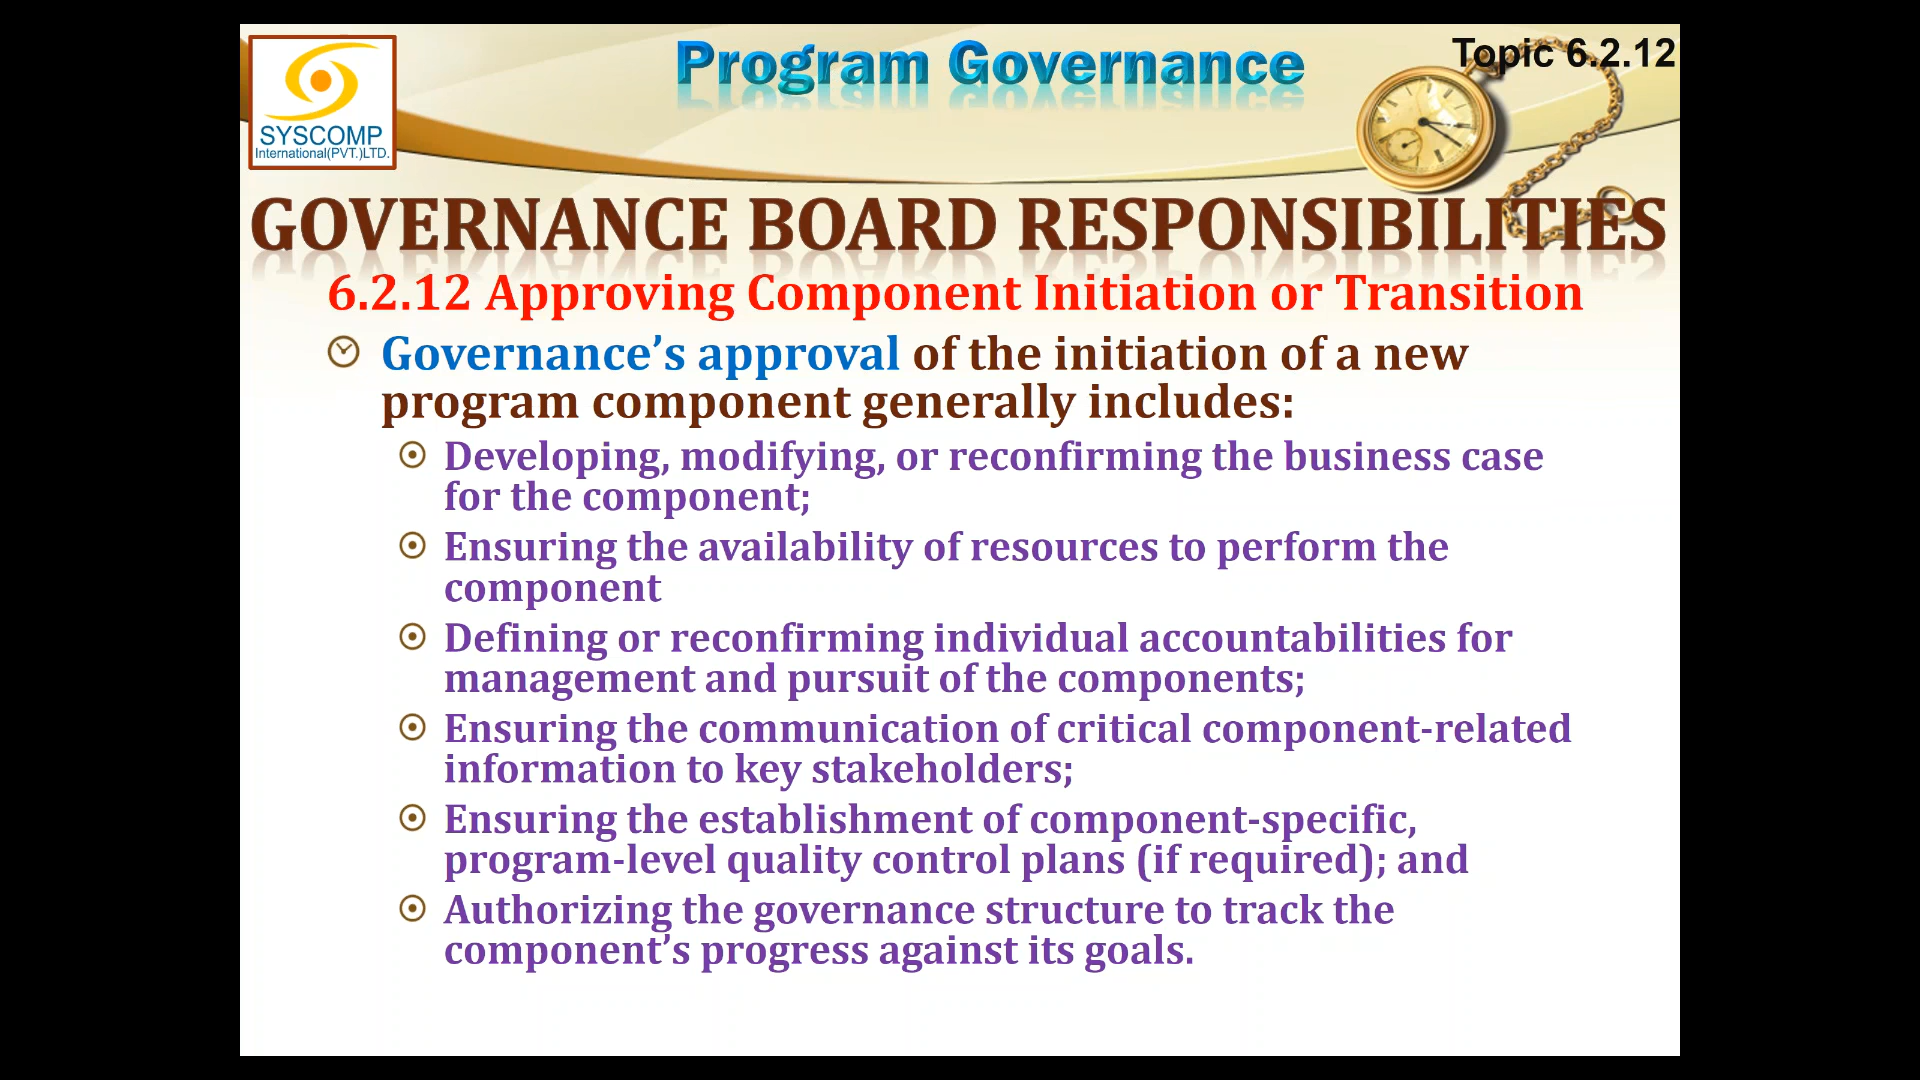 Program Governance
Topic 6.2.12
SYSCOMP
International(PVT.)LTD.
GOVERNANCE BOARD RESPONSIBILITIES
6.2.12 Approving Component Initiation or Transition
Governance’s approval of the initiation of a new
program component generally includes:
Developing, modifying, or reconfirming the business case
for the component;
Ensuring the availability of resources to perform the
component
Defining or reconfirming individual accountabilities for
management and pursuit of the components;
Ensuring the communication of critical component-related
information to key stakeholders;
Ensuring the establishment of component-specific,
program-level quality control plans (if required); and
Authorizing the governance structure to track the
component’s progress against its goals.